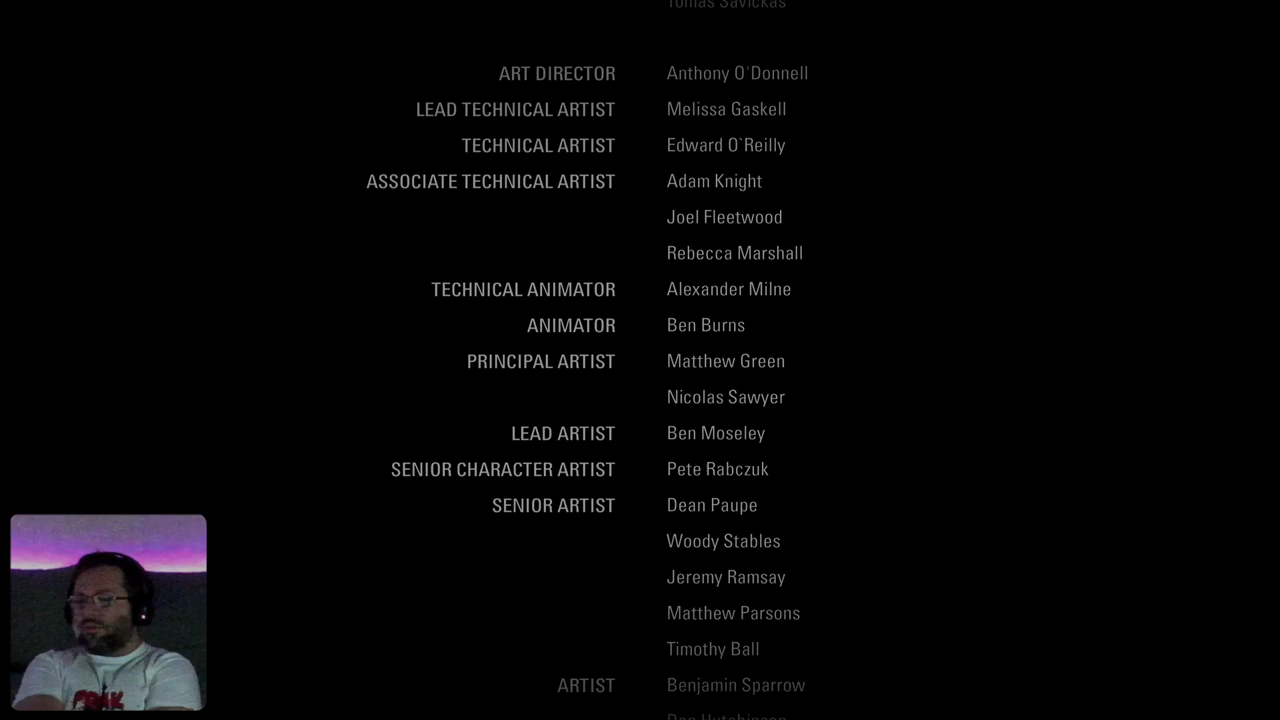 Tomas Savickas
ART DIRECTOR Anthony O'Donnell
LEAD TECHNICAL ARTIST Melissa Gaskell
TECHNICAL ARTIST Edward O`Reilly
ASSOCIATE TECHNICAL ARTIST Adam Knight
Joel Fleetwood
Rebecca Marshall
TECHNICAL ANIMATOR Alexander Milne
ANIMATOR Ben Burns
PRINCIPAL ARTIST Matthew Green
Nicolas Sawyer
LEAD ARTIST Ben Moseley
SENIOR CHARACTER ARTIST Pete Rabczuk
SENIOR ARTIST Dean Paupe
Woody Stables
Jeremy Ramsay
Matthew Parsons
Timothy Ball
ARTIST Benjamin Sparrow